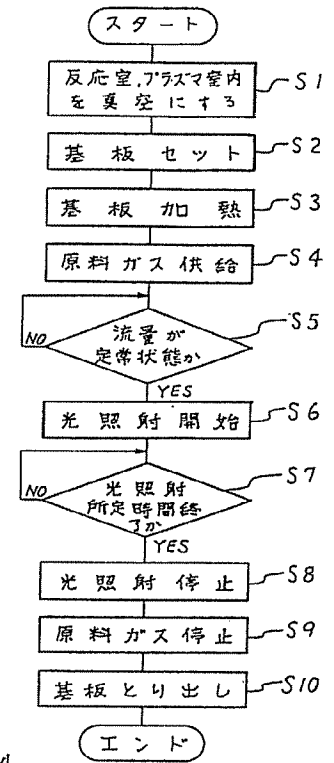 スタート
反応室,プラズマ室内
を真空にする
S1
基板セット
S2
基板加熱
S3
原料ガス供給
S4
流量が
定常状態か
S5
NO
YES
光照射開始
S6
光照射
所定時間終
了か
S7
NO
YES
光照射停止
S8
原料ガス停止
S9
基板とり出し
S10
エンド